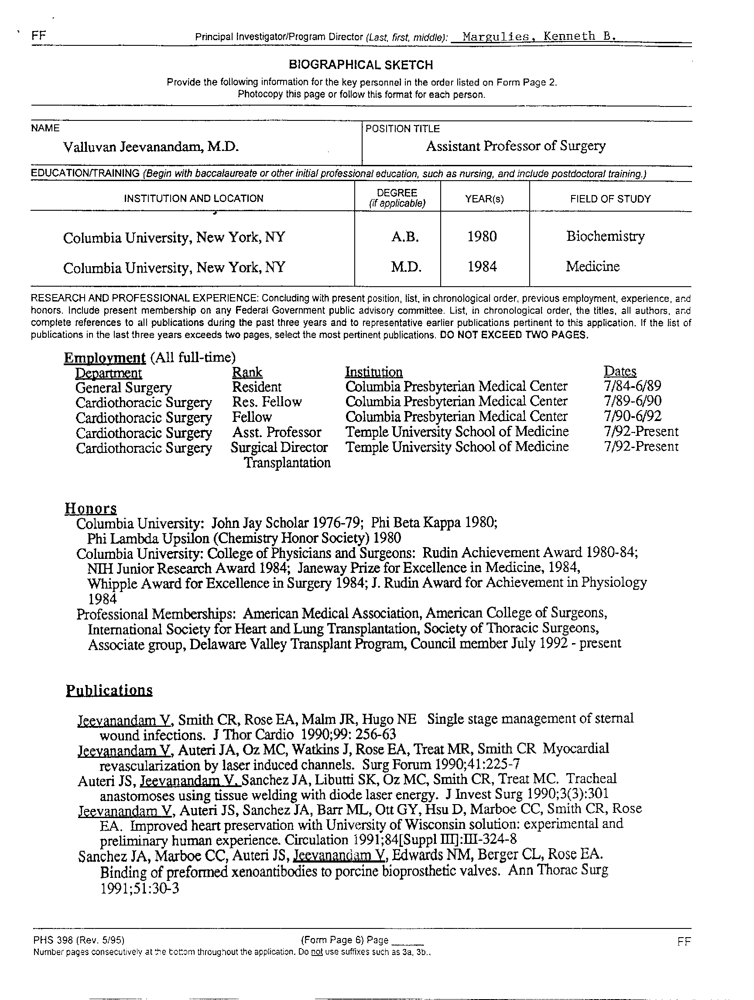 FF Principal Investigator/Program Director (Last, first, middle): Margulies, Kenneth B.
BIOGRAPHICAL SKETCH
Provide the following information for the key personnel in the order listed on Form Page 2.
Photocopy this page or follow this format for each person.
NAME POSITION TITLE
Valluvan Jeevanandam, M.D. Assistant Professor of Surgery
EDUCATION/TRAINING (Begin with baccalaureate or other initial professional education, such as nursing, and include postdoctoral training.)
INSTITUTION AND LOCATION DEGREE (if applicable) YEAR(s) FIELD OF STUDY
Columbia University, New York, NY A.B. 1980 Biochemistry
Columbia University, New York, NY M.D. 1984 Medicine
RESEARCH AND PROFESSIONAL EXPERIENCE: Concluding with present position, list, in chronological order, previous employment, experience, and
honors. Include present membership on any Federal Government public advisory committee. List, in chronological order, the titles, all authors, and
complete references to all publications during the past three years and to representative earlier publications pertinent to this application. If the list of
publications in the last three years exceeds two pages, select the most pertinent publications. DO NOT EXCEED TWO PAGES.
Employment (All full-time)
Department Rank Institution Dates
General Surgery Resident Columbia Presbyterian Medical Center 7/84-6/89
Cardiothoracic Surgery Res. Fellow Columbia Presbyterian Medical Center 7/89-6/90
Cardiothoracic Surgery Fellow Columbia Presbyterian Medical Center 7/90-6/92
Cardiothoracic Surgery Asst. Professor Temple University School of Medicine 7/92-Present
Cardiothoracic Surgery Surgical Director Temple University School of Medicine 7/92-Present
Transplantation
Honors
Columbia University: John Jay Scholar 1976-79; Phi Beta Kappa 1980;
Phi Lambda Upsilon (Chemistry Honor Society) 1980
Columbia University: College of Physicians and Surgeons: Rudin Achievement Award 1980-84;
NIH Junior Research Award 1984; Janeway Prize for Excellence in Medicine, 1984,
Whipple Award for Excellence in Surgery 1984; J. Rudin Award for Achievement in Physiology
1984
Professional Memberships: American Medical Association, American College of Surgeons,
International Society for Heart and Lung Transplantation, Society of Thoracic Surgeons,
Associate group, Delaware Valley Transplant Program, Council member July 1992 - present
Publications
Jeevanandam V, Smith CR, Rose EA, Malm JR, Hugo NE Single stage management of sternal
wound infections. J Thor Cardio 1990;99: 256-63
Jeevanandam V, Auteri JA, Oz MC, Watkins J, Rose EA, Treat MR, Smith CR Myocardial
revascularization by laser induced channels. Surg Forum 1990;41:225-7
Auteri JS, Jeevanandam V, Sanchez JA, Libutti SK, Oz MC, Smith CR, Treat MC. Tracheal
anastomoses using tissue welding with diode laser energy. J Invest Surg 1990;3(3):301
Jeevanandam V, Auteri JS, Sanchez JA, Barr ML, Ott GY, Hsu D, Marboe CC, Smith CR, Rose
EA. Improved heart preservation with University of Wisconsin solution: experimental and
preliminary human experience. Circulation 1991;84[Suppl III]:III-324-8
Sanchez JA, Marboe CC, Auteri JS, Jeevanandam V, Edwards NM, Berger CL, Rose EA.
Binding of preformed xenoantibodies to porcine bioprosthetic valves. Ann Thorac Surg
1991;51:30-3
PHS 398 (Rev. 5/95) (Form Page 6) Page ______ FF
Number pages consecutively at the bottom throughout the application. Do not use suffixes such as 3a, 3b..